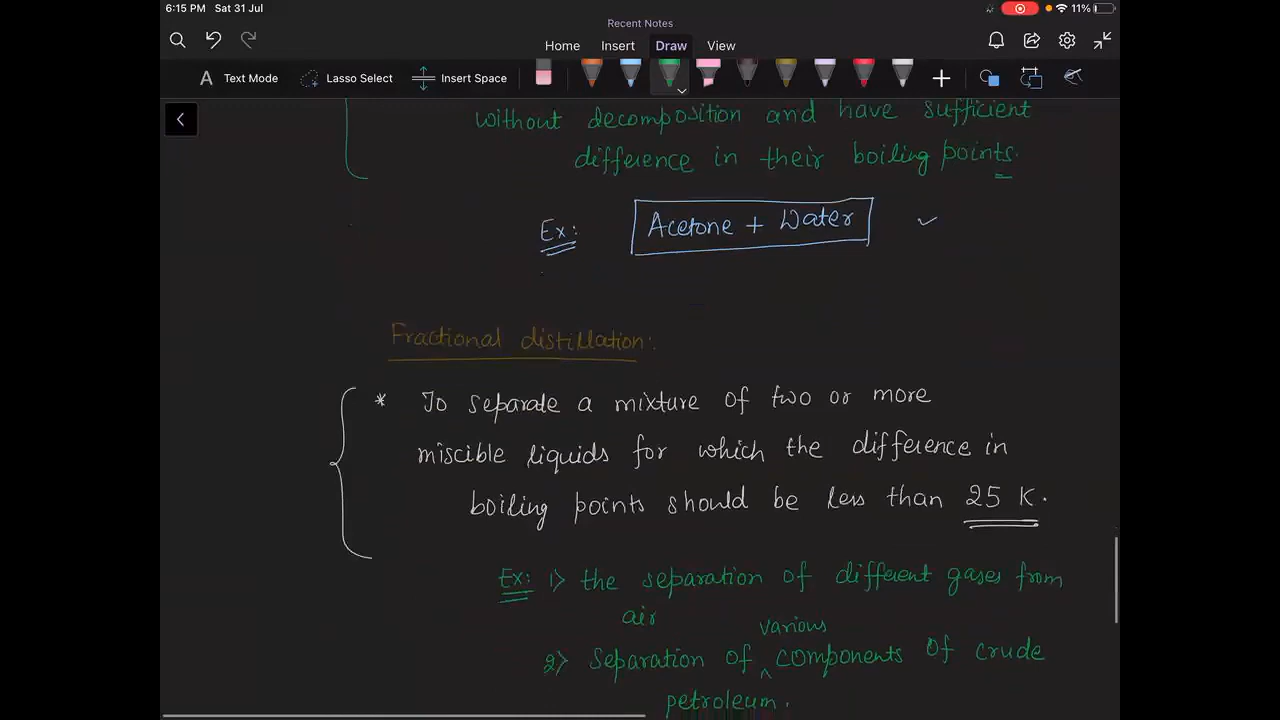 6:15 PM Sat 31 Jul
11%
Recent Notes
Home Insert Draw View
Text Mode Lasso Select Insert Space
without decomposition and have sufficient
difference in their boiling points.
Ex: Acetone + Water
Fractional distillation:
* To separate a mixture of two or more
miscible liquids for which the difference in
boiling points should be less than 25 K.
Ex: 1> the separation of different gases from
air
various
2> Separation of ^ components of crude
petroleum.